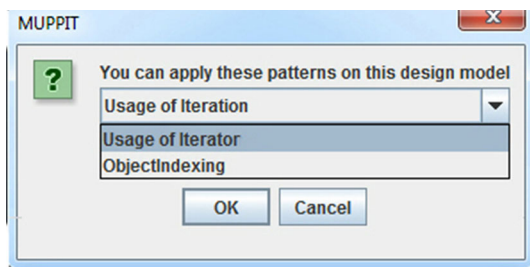 MUPPIT
x
?
You can apply these patterns on this design model
Usage of Iteration
Usage of Iterator
ObjectIndexing
OK Cancel